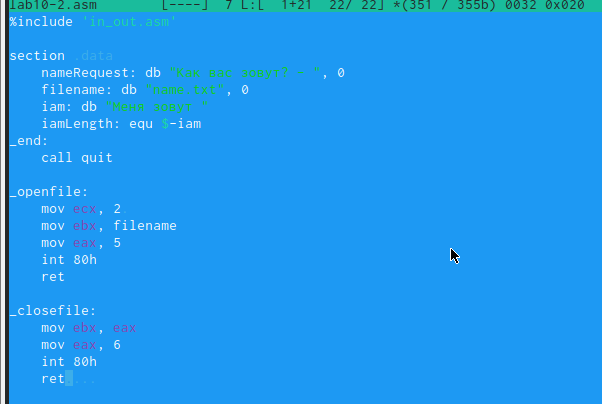 lab10-2.asm [----] 7 L:[ 1+21 22/ 22] *(351 / 355b) 0032 0x020
%include 'in_out.asm'
section .data
nameRequest: db "Как вас зовут? - ", 0
filename: db "name.txt", 0
iam: db "Меня зовут "
iamLength: equ $-iam
_end:
call quit
_openfile:
mov ecx, 2
mov ebx, filename
mov eax, 5
int 80h
ret
_closefile:
mov ebx, eax
mov eax, 6
int 80h
ret